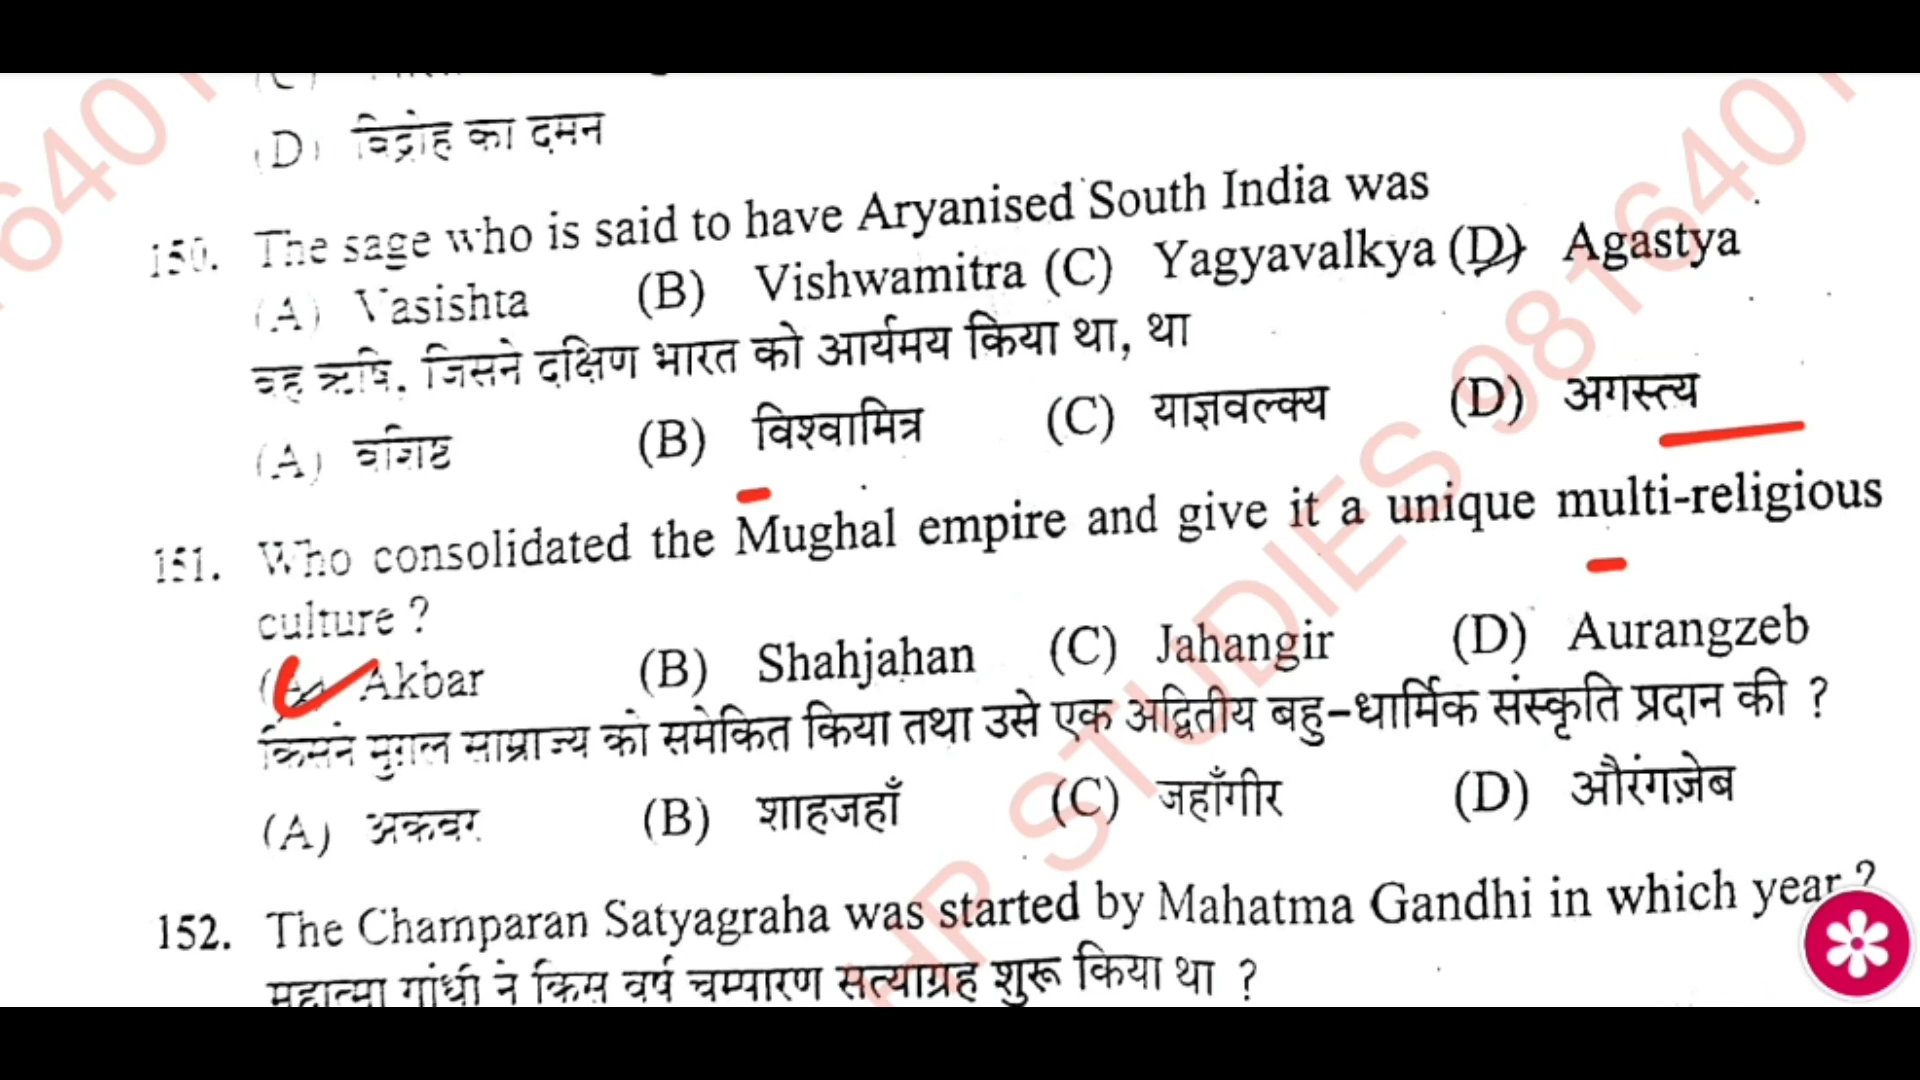 (D) विद्रोह का दमन
150. The sage who is said to have Aryanised South India was
(A) Vasishta (B) Vishwamitra (C) Yagyavalkya (D) Agastya
वह ऋषि, जिसने दक्षिण भारत को आर्यमय किया था, था
(A) वशिष्ठ (B) विश्वामित्र (C) याज्ञवल्क्य (D) अगस्त्य
151. Who consolidated the Mughal empire and give it a unique multi-religious
culture ?
(A) Akbar (B) Shahjahan (C) Jahangir (D) Aurangzeb
किसने मुग़ल साम्राज्य को समेकित किया तथा उसे एक अद्वितीय बहु-धार्मिक संस्कृति प्रदान की ?
(A) अकबर (B) शाहजहाँ (C) जहाँगीर (D) औरंगज़ेब
152. The Champaran Satyagraha was started by Mahatma Gandhi in which year ?
महात्मा गांधी ने किस वर्ष चम्पारण सत्याग्रह शुरू किया था ?
HP STUDIES 981640